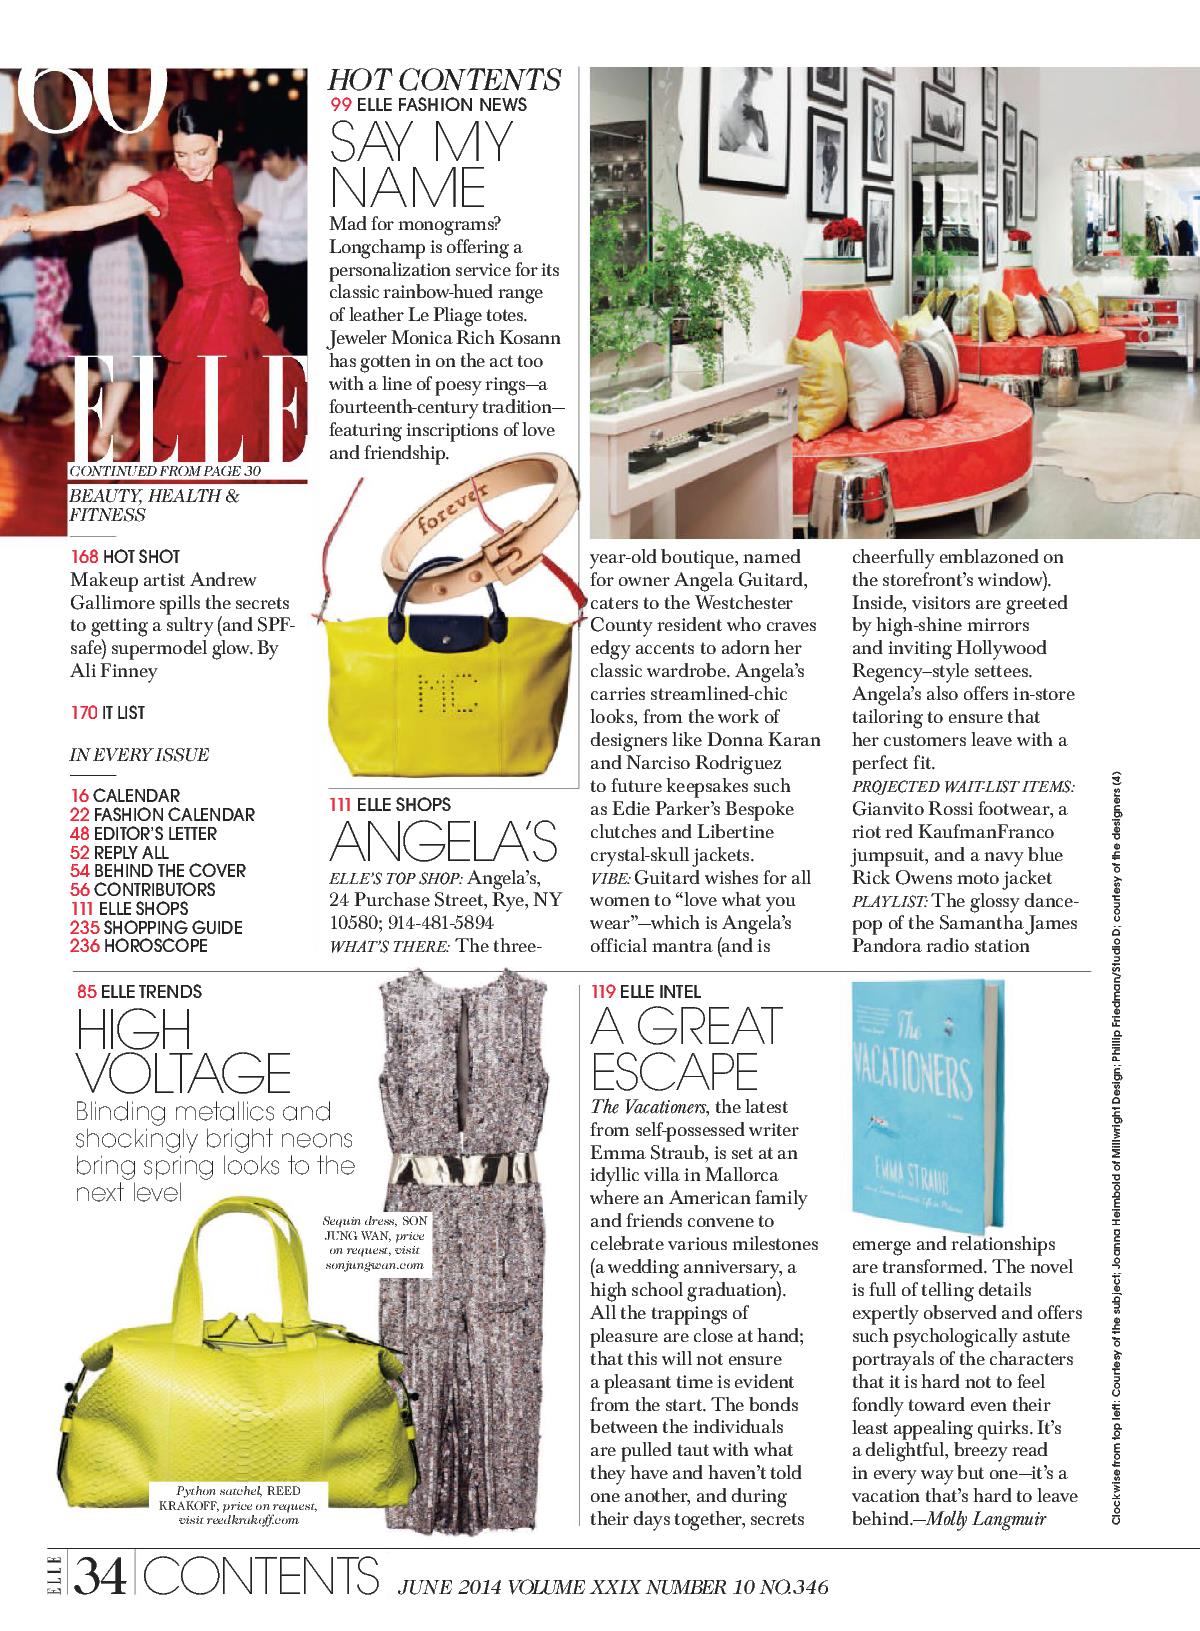 60
ELLE
CONTINUED FROM PAGE 30
BEAUTY, HEALTH &
FITNESS
168 HOT SHOT
Makeup artist Andrew
Gallimore spills the secrets
to getting a sultry (and SPF-
safe) supermodel glow. By
Ali Finney
170 IT LIST
IN EVERY ISSUE
16 CALENDAR
22 FASHION CALENDAR
48 EDITOR'S LETTER
52 REPLY ALL
54 BEHIND THE COVER
56 CONTRIBUTORS
111 ELLE SHOPS
235 SHOPPING GUIDE
236 HOROSCOPE
HOT CONTENTS
99 ELLE FASHION NEWS
SAY MY
NAME
Mad for monograms?
Longchamp is offering a
personalization service for its
classic rainbow-hued range
of leather Le Pliage totes.
Jeweler Monica Rich Kosann
has gotten in on the act too
with a line of poesy rings—a
fourteenth-century tradition—
featuring inscriptions of love
and friendship.
forever
MC
111 ELLE SHOPS
ANGELA'S
ELLE'S TOP SHOP: Angela's,
24 Purchase Street, Rye, NY
10580; 914-481-5894
WHAT'S THERE: The three-
year-old boutique, named
for owner Angela Guitard,
caters to the Westchester
County resident who craves
edgy accents to adorn her
classic wardrobe. Angela's
carries streamlined-chic
looks, from the work of
designers like Donna Karan
and Narciso Rodriguez
to future keepsakes such
as Edie Parker's Bespoke
clutches and Libertine
crystal-skull jackets.
VIBE: Guitard wishes for all
women to "love what you
wear"—which is Angela's
official mantra (and is
cheerfully emblazoned on
the storefront's window).
Inside, visitors are greeted
by high-shine mirrors
and inviting Hollywood
Regency–style settees.
Angela's also offers in-store
tailoring to ensure that
her customers leave with a
perfect fit.
PROJECTED WAIT-LIST ITEMS:
Gianvito Rossi footwear, a
riot red KaufmanFranco
jumpsuit, and a navy blue
Rick Owens moto jacket
PLAYLIST: The glossy dance-
pop of the Samantha James
Pandora radio station
85 ELLE TRENDS
HIGH
VOLTAGE
Blinding metallics and
shockingly bright neons
bring spring looks to the
next level
Sequin dress, SON
JUNG WAN, price
on request, visit
sonjungwan.com
Python satchel, REED
KRAKOFF, price on request,
visit reedkrakoff.com
119 ELLE INTEL
A GREAT
ESCAPE
The Vacationers, the latest
from self-possessed writer
Emma Straub, is set at an
idyllic villa in Mallorca
where an American family
and friends convene to
celebrate various milestones
(a wedding anniversary, a
high school graduation).
All the trappings of
pleasure are close at hand;
that this will not ensure
a pleasant time is evident
from the start. The bonds
between the individuals
are pulled taut with what
they have and haven't told
one another, and during
their days together, secrets
The
VACATIONERS
EMMA STRAUB
emerge and relationships
are transformed. The novel
is full of telling details
expertly observed and offers
such psychologically astute
portrayals of the characters
that it is hard not to feel
fondly toward even their
least appealing quirks. It's
a delightful, breezy read
in every way but one—it's a
vacation that's hard to leave
behind.—Molly Langmuir
Clockwise from top left: Courtesy of the subject; Joanna Heimbold of Millwright Design; Phillip Friedman/Studio D; courtesy of the designers (4)
ELLE 34 CONTENTS JUNE 2014 VOLUME XXIX NUMBER 10 NO.346